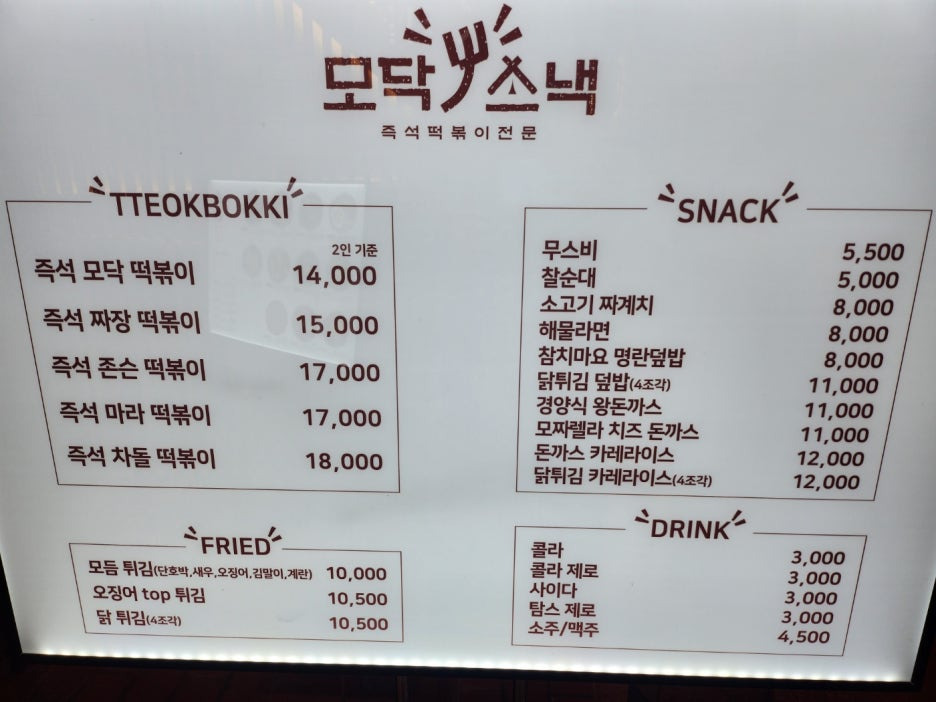 모닥 스낵
즉석떡볶이전문
TTEOKBOKKI
2인 기준
즉석 모닥 떡볶이 14,000
즉석 짜장 떡볶이 15,000
즉석 존슨 떡볶이 17,000
즉석 마라 떡볶이 17,000
즉석 차돌 떡볶이 18,000
SNACK
무스비 5,500
찰순대 5,000
소고기 짜계치 8,000
해물라면 8,000
참치마요 명란덮밥 8,000
닭튀김 덮밥(4조각) 11,000
경양식 왕돈까스 11,000
모짜렐라 치즈 돈까스 11,000
돈까스 카레라이스 12,000
닭튀김 카레라이스(4조각) 12,000
FRIED
모듬 튀김(단호박,새우,오징어,김말이,계란) 10,000
오징어 top 튀김 10,500
닭 튀김(4조각) 10,500
DRINK
콜라 3,000
콜라 제로 3,000
사이다 3,000
탐스 제로 3,000
소주/맥주 4,500